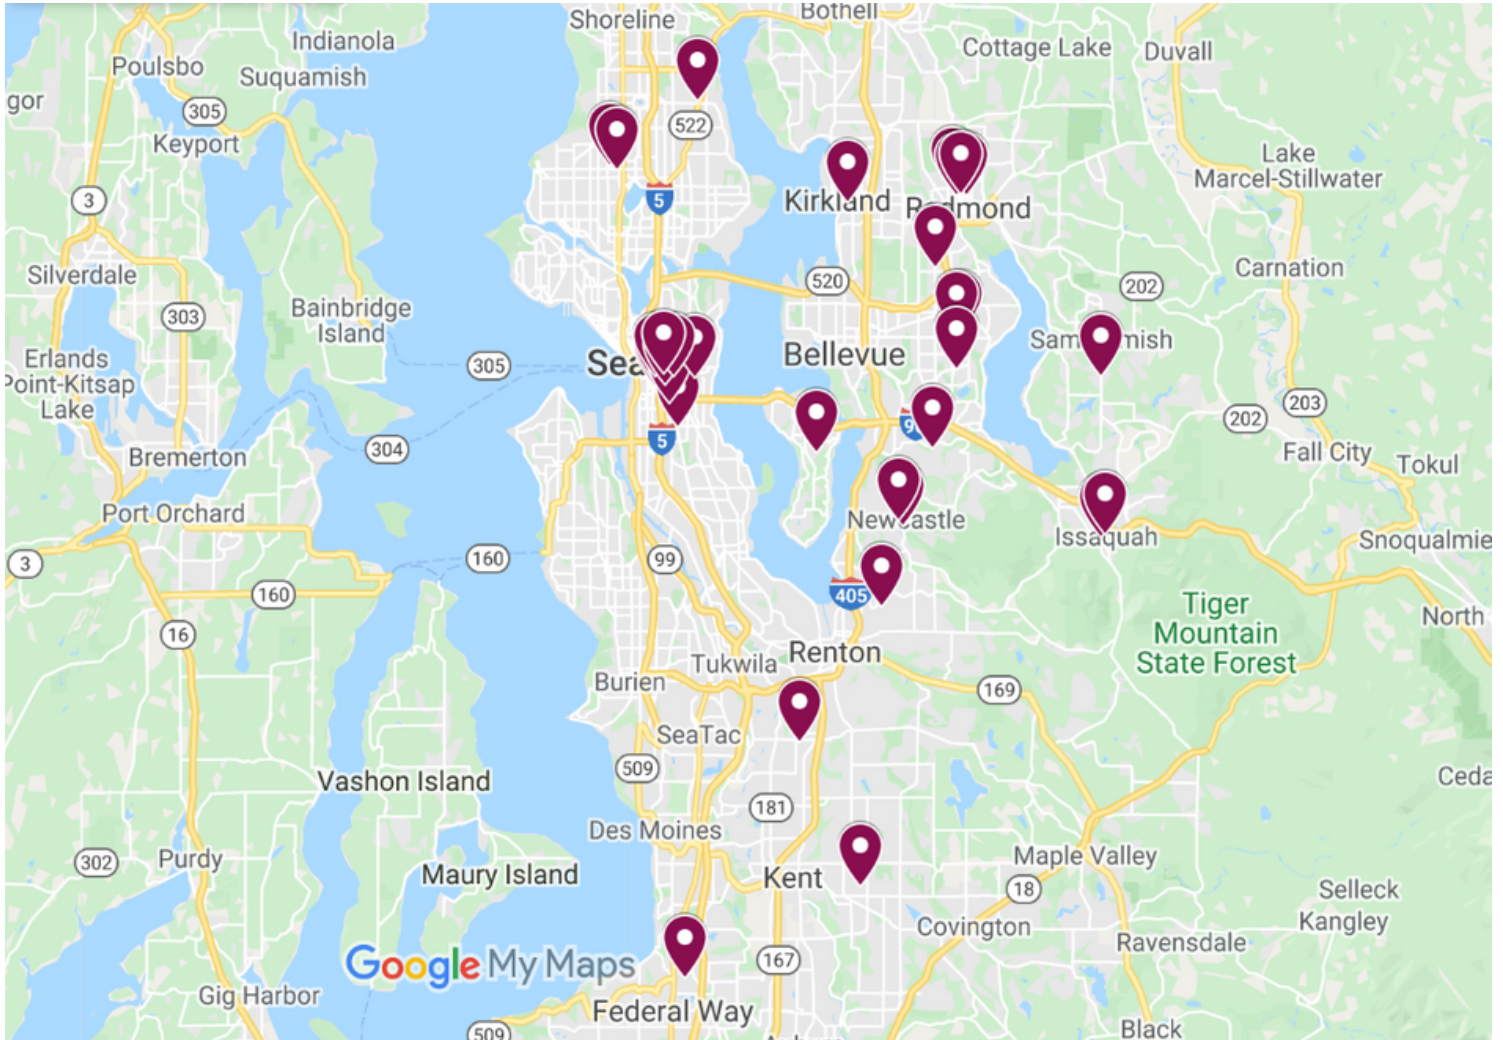 Shoreline
Bothell
Indianola
Cottage Lake
Duvall
Poulsbo
Suquamish
gor
305
522
Keyport
Lake
Marcel-Stillwater
3
5
Kirkland
Redmond
Silverdale
Carnation
520
202
303
Bainbridge
Island
Sammamish
Erlands
Point-Kitsap
Lake
305
Sea
Bellevue
203
202
9
5
304
Fall City
Bremerton
Tokul
Port Orchard
Newcastle
Issaquah
Snoqualmie
3
160
99
160
405
Tiger
Mountain
State Forest
North
16
Renton
Tukwila
Burien
169
SeaTac
509
Vashon Island
Ceda
181
Des Moines
302
Purdy
Maury Island
Kent
Maple Valley
18
Selleck
Kangley
Covington
Ravensdale
Google My Maps
167
Gig Harbor
Federal Way
509
Black